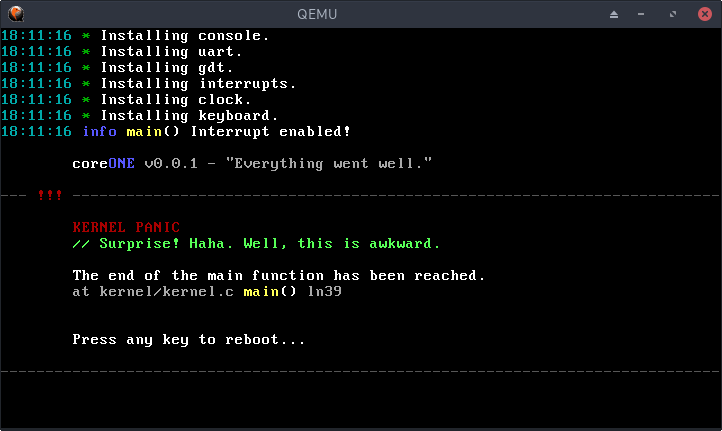 QEMU
18:11:16 * Installing console.
18:11:16 * Installing uart.
18:11:16 * Installing gdt.
18:11:16 * Installing interrupts.
18:11:16 * Installing clock.
18:11:16 * Installing keyboard.
18:11:16 info main() Interrupt enabled!
coreONE v0.0.1 - "Everything went well."
--- !!! ------------------------------------------------------------------------
KERNEL PANIC
// Surprise! Haha. Well, this is awkward.
The end of the main function has been reached.
at kernel/kernel.c main() ln39
Press any key to reboot...
--------------------------------------------------------------------------------